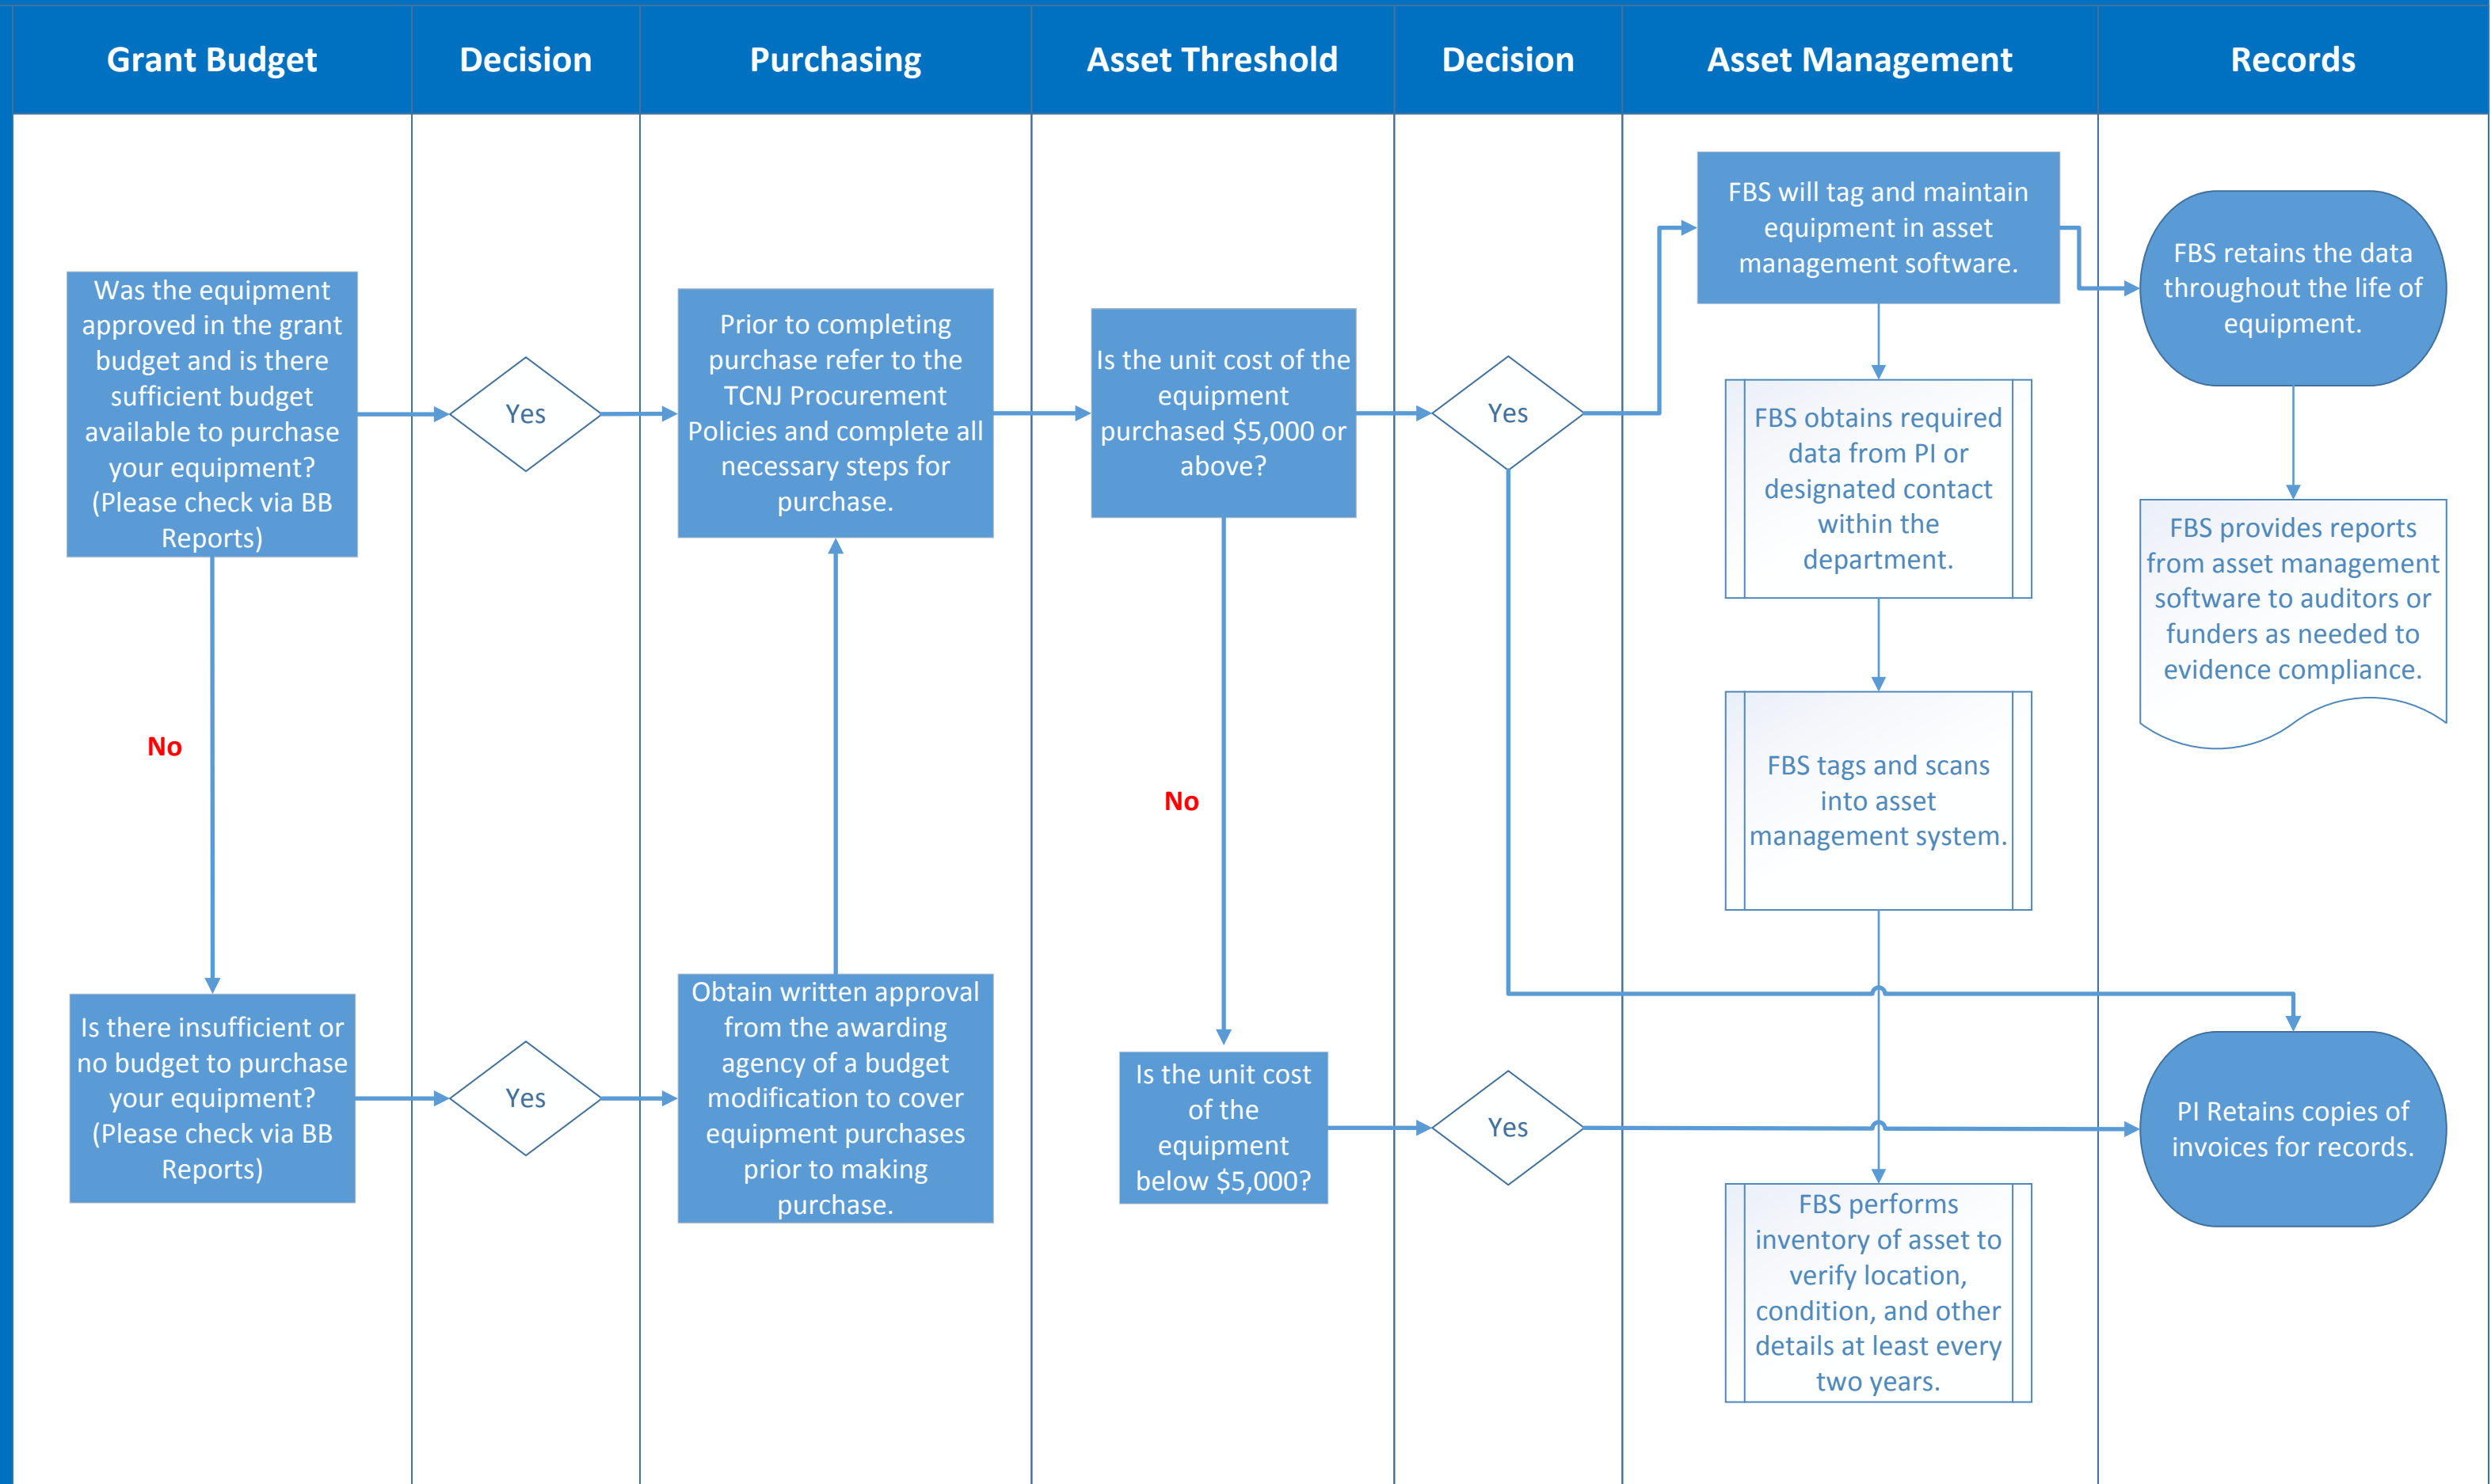 Grant Budget
Decision
Purchasing
Asset Threshold
Decision
Asset Management
Records
Was the equipment
approved in the grant
budget and is there
sufficient budget
available to purchase
your equipment?
(Please check via BB
Reports)
No
Is there insufficient or
no budget to purchase
your equipment?
(Please check via BB
Reports)
Yes
Yes
Prior to completing
purchase refer to the
TCNJ Procurement
Policies and complete all
necessary steps for
purchase.
Obtain written approval
from the awarding
agency of a budget
modification to cover
equipment purchases
prior to making
purchase.
Is the unit cost of the
equipment
purchased $5,000 or
above?
No
Is the unit cost
of the
equipment
below $5,000?
Yes
Yes
FBS will tag and maintain
equipment in asset
management software.
FBS obtains required
data from PI or
designated contact
within the
department.
FBS tags and scans
into asset
management system.
FBS performs
inventory of asset to
verify location,
condition, and other
details at least every
two years.
FBS retains the data
throughout the life of
equipment.
FBS provides reports
from asset management
software to auditors or
funders as needed to
evidence compliance.
PI Retains copies of
invoices for records.